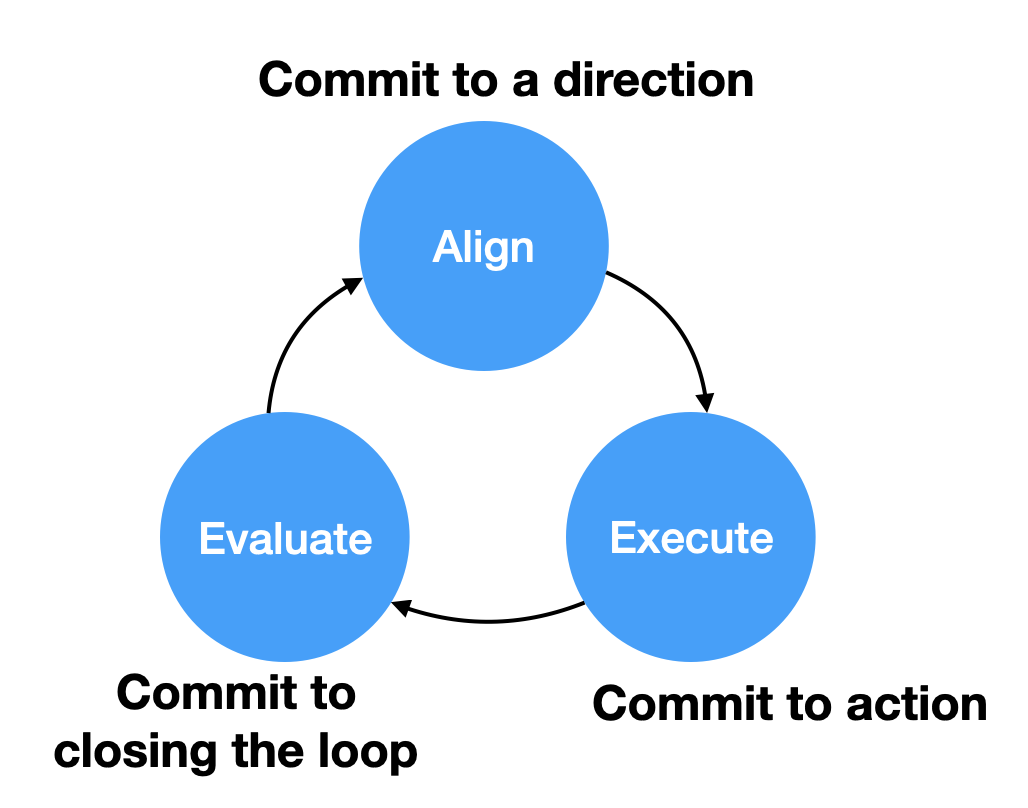 Commit to a direction
Align
Evaluate
Execute
Commit to
closing the loop
Commit to action